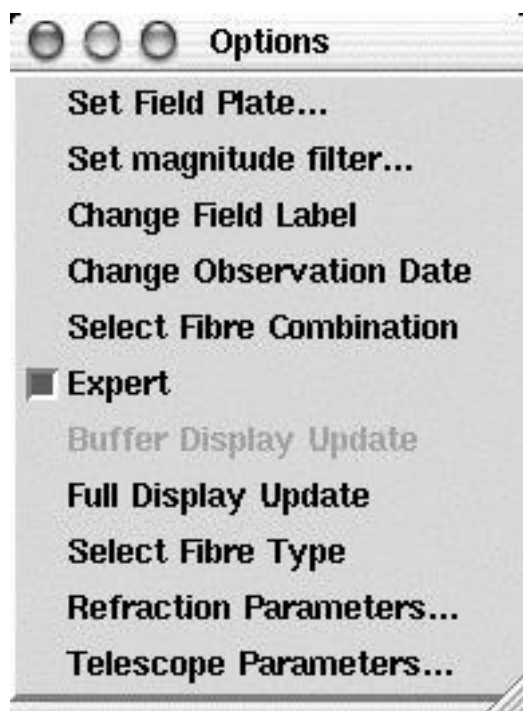 Options
Set Field Plate...
Set magnitude filter...
Change Field Label
Change Observation Date
Select Fibre Combination
Expert
Buffer Display Update
Full Display Update
Select Fibre Type
Refraction Parameters...
Telescope Parameters...